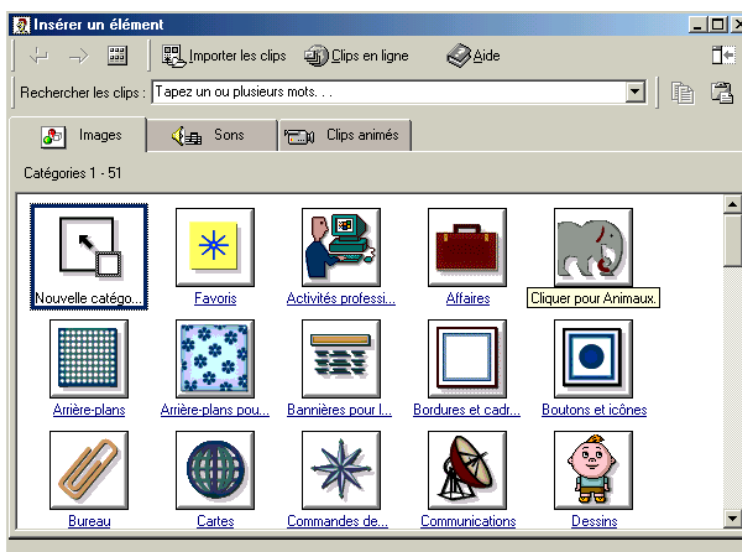 Insérer un élément
Importer les clips Clips en ligne Aide
Rechercher les clips : Tapez un ou plusieurs mots. . .
Images Sons Clips animés
Catégories 1 - 51
Nouvelle catégo... Favoris Activités professi... Affaires Cliquer pour Animaux.
Arrière-plans Arrière-plans pou... Bannières pour l... Bordures et cadr... Boutons et icônes
Bureau Cartes Commandes de... Communications Dessins